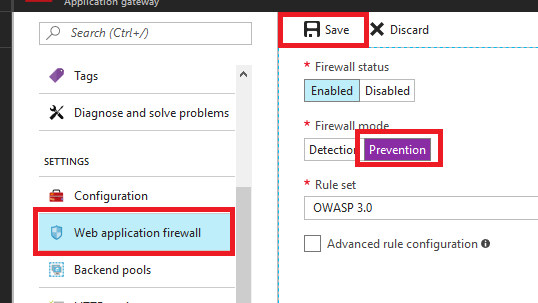 Application gateway
Search (Ctrl+/)
Tags
Diagnose and solve problems
SETTINGS
Configuration
Web application firewall
Backend pools
Save
Discard
* Firewall status
Enabled Disabled
* Firewall mode
Detection Prevention
* Rule set
OWASP 3.0
Advanced rule configuration